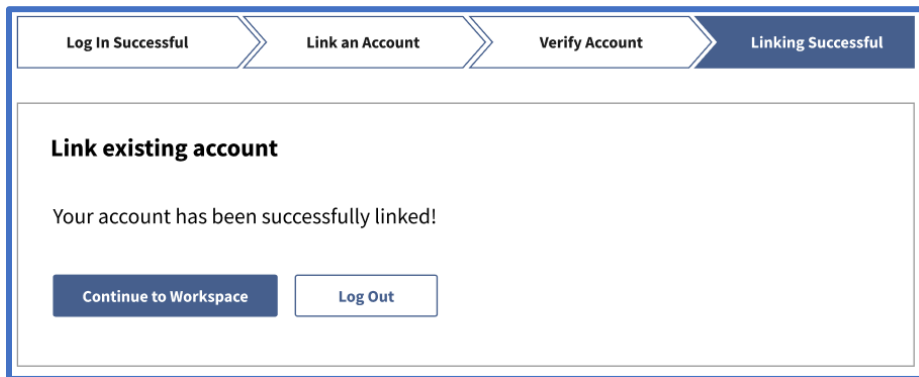 Log In Successful
Link an Account
Verify Account
Linking Successful
Link existing account
Your account has been successfully linked!
Continue to Workspace
Log Out